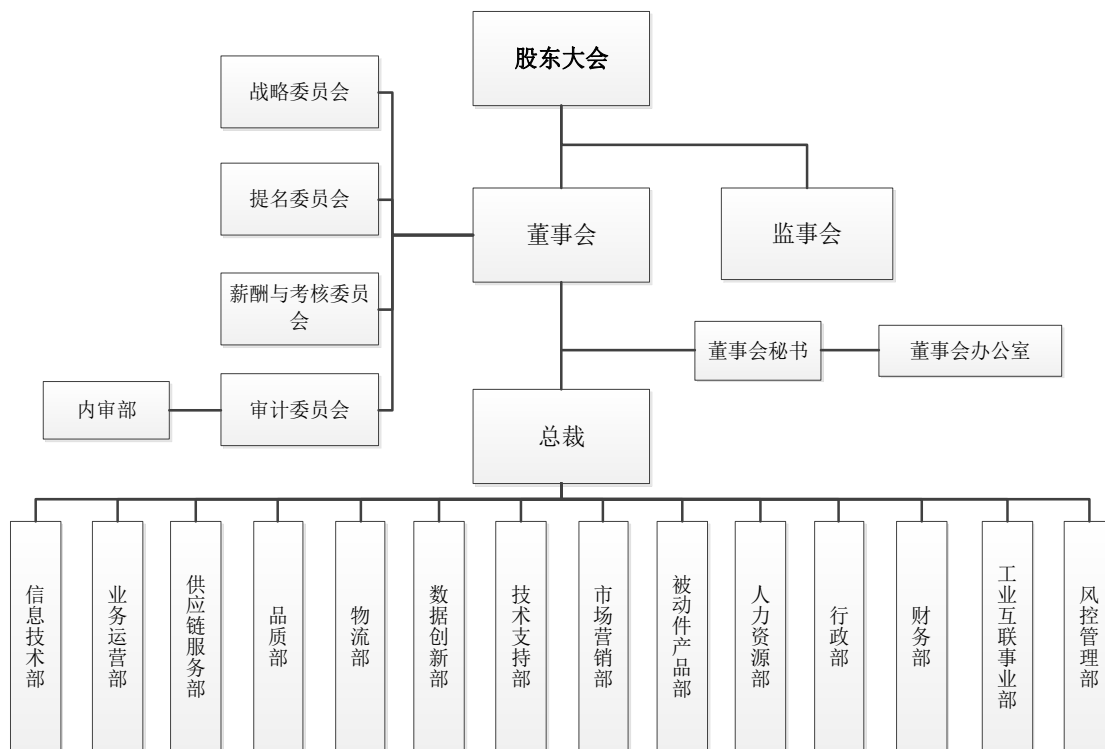 股东大会
战略委员会
提名委员会
董事会
监事会
薪酬与考核委员
会
董事会秘书
董事会办公室
内审部
审计委员会
总裁
信息技术部
业务运营部
供应链服务部
品质部
物流部
数据创新部
技术支持部
市场营销部
被动件产品部
人力资源部
行政部
财务部
工业互联事业部
风控管理部